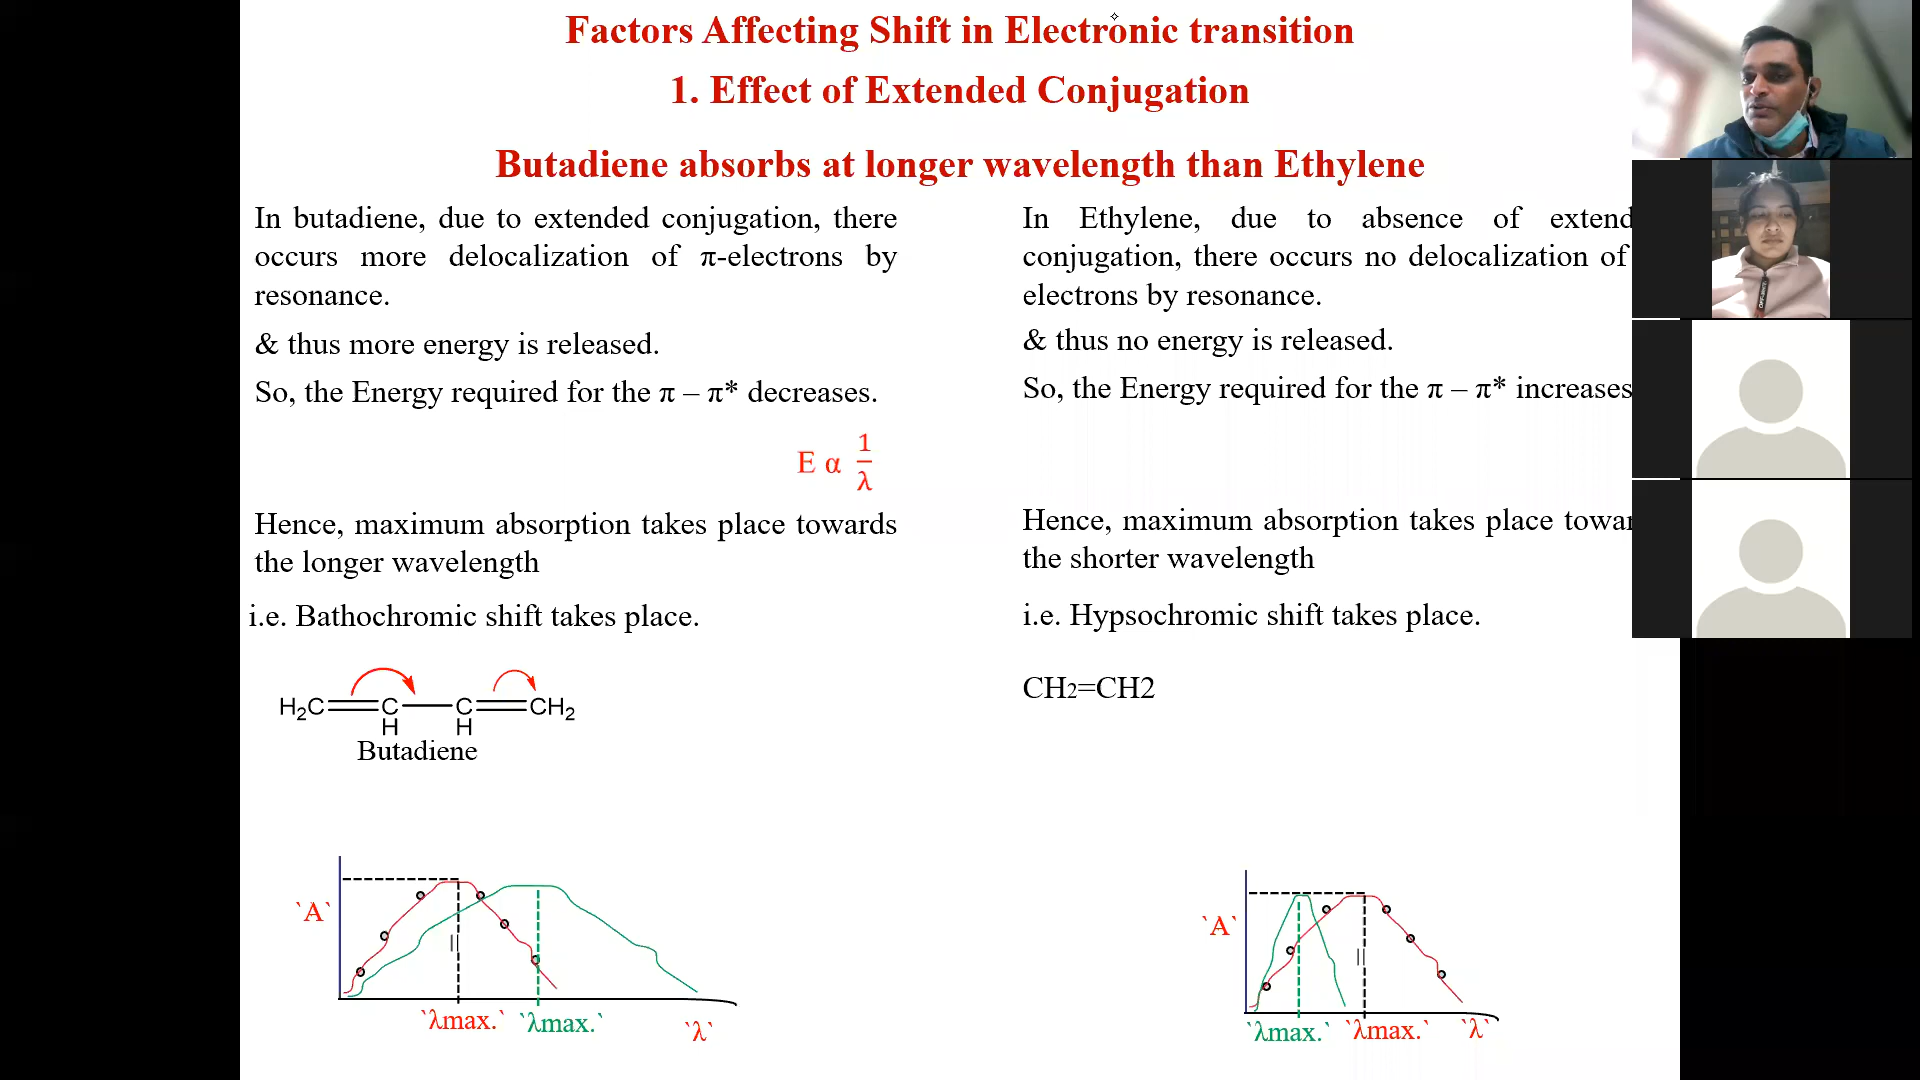 Factors Affecting Shift in Electronic transition
1. Effect of Extended Conjugation
Butadiene absorbs at longer wavelength than Ethylene
In butadiene, due to extended conjugation, there
occurs more delocalization of π-electrons by
resonance.
& thus more energy is released.
So, the Energy required for the π – π* decreases.
E α 1/λ
Hence, maximum absorption takes place towards
the longer wavelength
i.e. Bathochromic shift takes place.
H₂C=CH—CH=CH₂
Butadiene
`A`
||
`λmax.` `λmax.` `λ`
In Ethylene, due to absence of extend
conjugation, there occurs no delocalization of
electrons by resonance.
& thus no energy is released.
So, the Energy required for the π – π* increases
Hence, maximum absorption takes place towar
the shorter wavelength
i.e. Hypsochromic shift takes place.
CH₂=CH2
`A`
||
`λmax.` `λmax.` `λ`